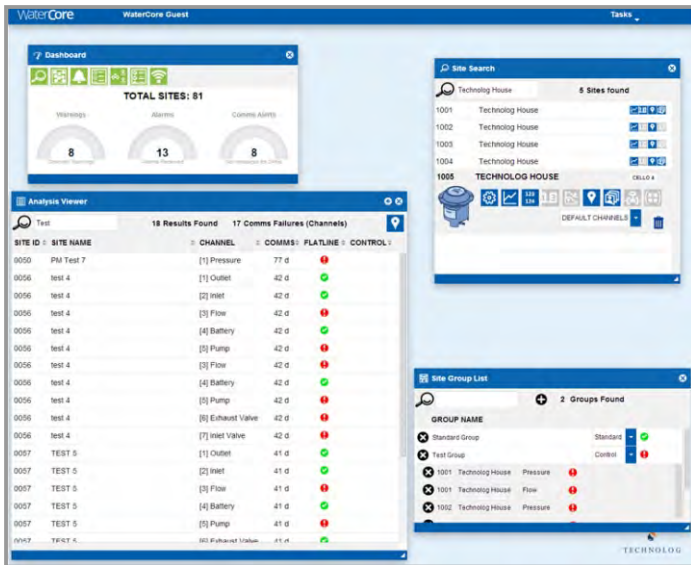 WaterCore WaterCore Guest Tasks
Dashboard
TOTAL SITES: 81
Warnings Alarms Comms Alerts
8 13 8
Site Search
Technolog House 5 Sites found
1001 Technolog House
1002 Technolog House
1003 Technolog House
1004 Technolog House
1005 TECHNOLOG HOUSE CELLO 4
DEFAULT CHANNELS
Analysis Viewer
Test 18 Results Found 17 Comms Failures (Channels)
SITE ID SITE NAME CHANNEL COMMS FLATLINE CONTROL
0050 PM Test 7 [1] Pressure 77 d
0056 test 4 [1] Outlet 42 d
0056 test 4 [2] Inlet 42 d
0056 test 4 [3] Flow 42 d
0056 test 4 [4] Battery 42 d
0056 test 4 [5] Pump 42 d
0056 test 4 [3] Flow 42 d
0056 test 4 [4] Battery 42 d
0056 test 4 [5] Pump 42 d
0056 test 4 [6] Exhaust Valve 42 d
0056 test 4 [7] Inlet Valve 42 d
0057 TEST 5 [1] Outlet 41 d
0057 TEST 5 [2] Inlet 41 d
0057 TEST 5 [3] Flow 41 d
0057 TEST 5 [4] Battery 41 d
0057 TEST 5 [5] Pump 41 d
0057 TEST 5 [6] Exhaust Valve 41 d
Site Group List
2 Groups Found
GROUP NAME
Standard Group Standard
Test Group Control
1001 Technolog House Pressure
1001 Technolog House Flow
1002 Technolog House Pressure
TECHNOLOG